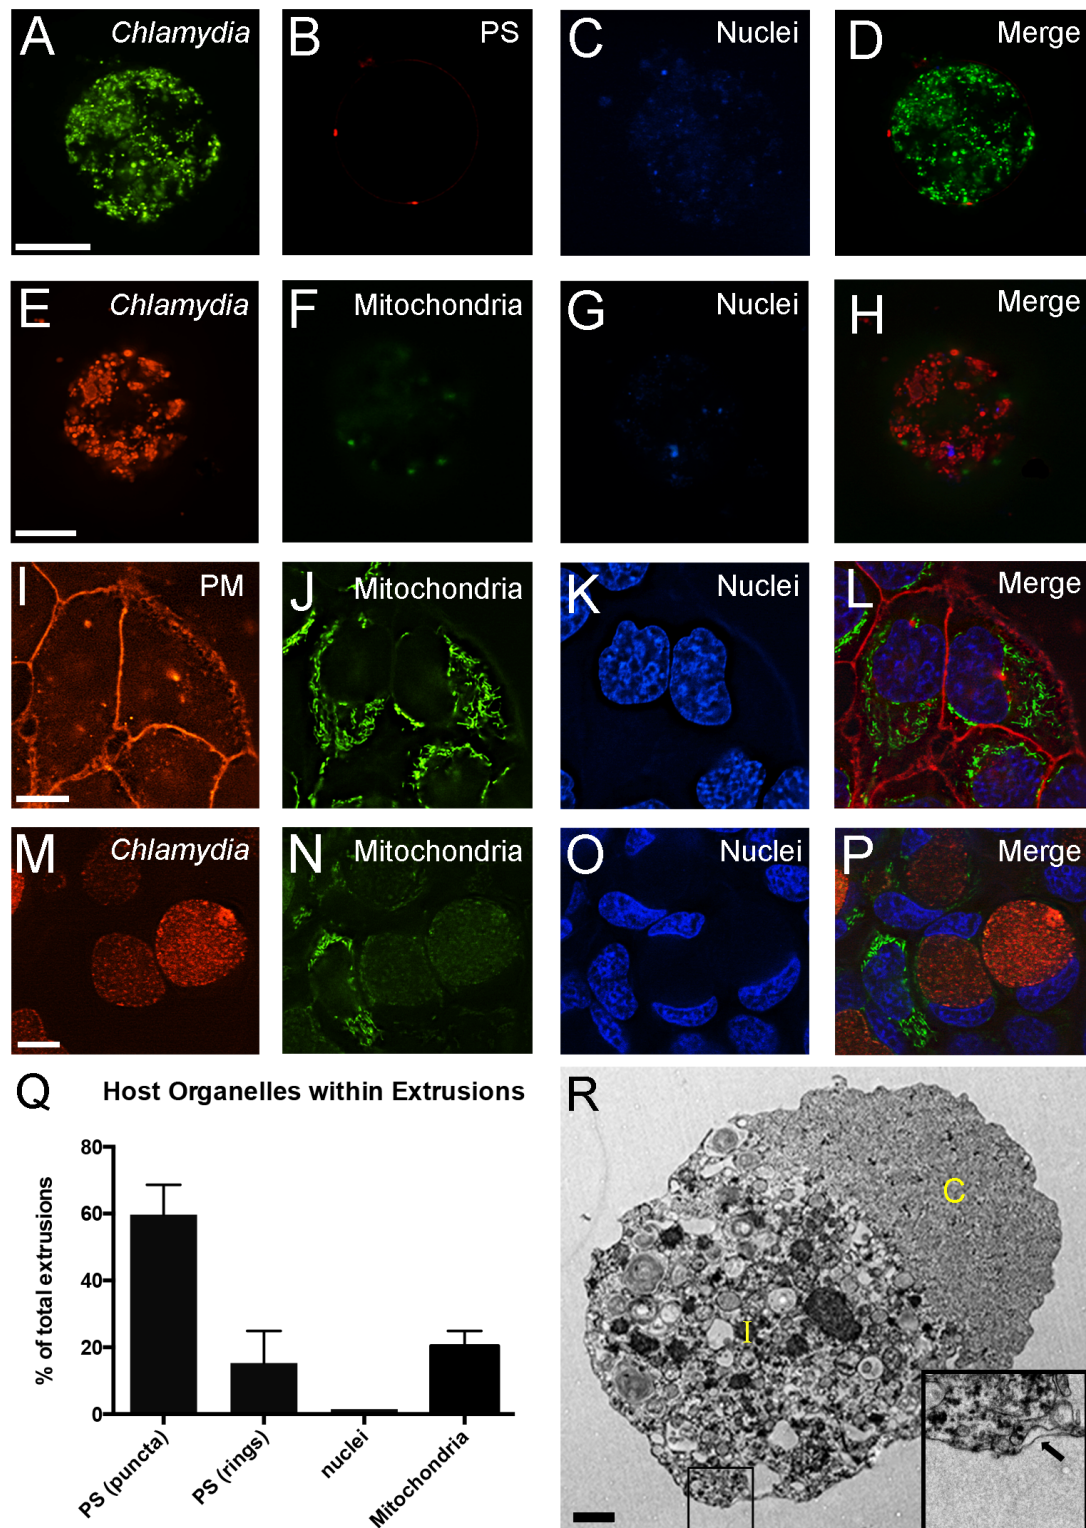 A Chlamydia
B PS
C Nuclei
D Merge
E Chlamydia
F Mitochondria
G Nuclei
H Merge
I PM
J Mitochondria
K Nuclei
L Merge
M Chlamydia
N Mitochondria
O Nuclei
P Merge
Q Host Organelles within Extrusions
% of total extrusions
80
60
40
20
0
PS (puncta)
PS (rings)
nuclei
Mitochondria
R
C
I